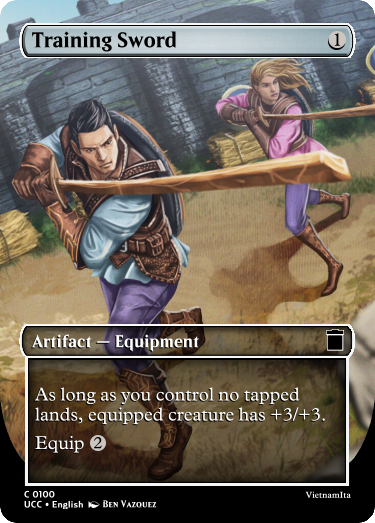 Training Sword 1
Artifact — Equipment
As long as you control no tapped
lands, equipped creature has +3/+3.
Equip 2
C 0100
UCC • English Ben Vazquez
VietnamIta